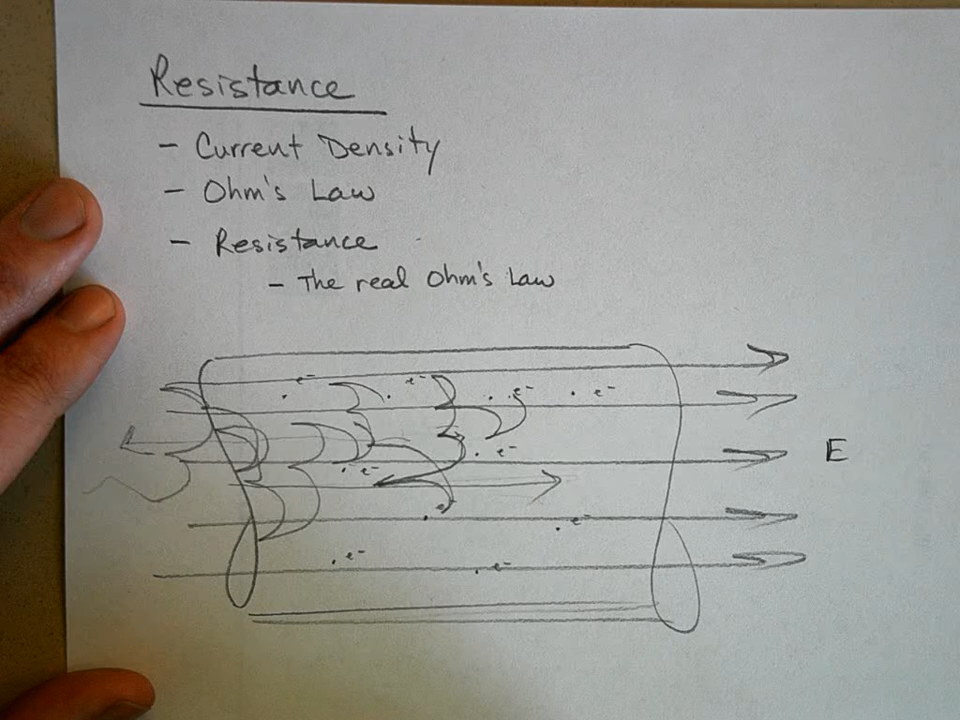 Resistance
- Current Density
- Ohm's Law
- Resistance
- The real Ohm's Law
e⁻ e⁻ e⁻ e⁻
e⁻ E
e⁻
e⁻
e⁻
e⁻
e⁻